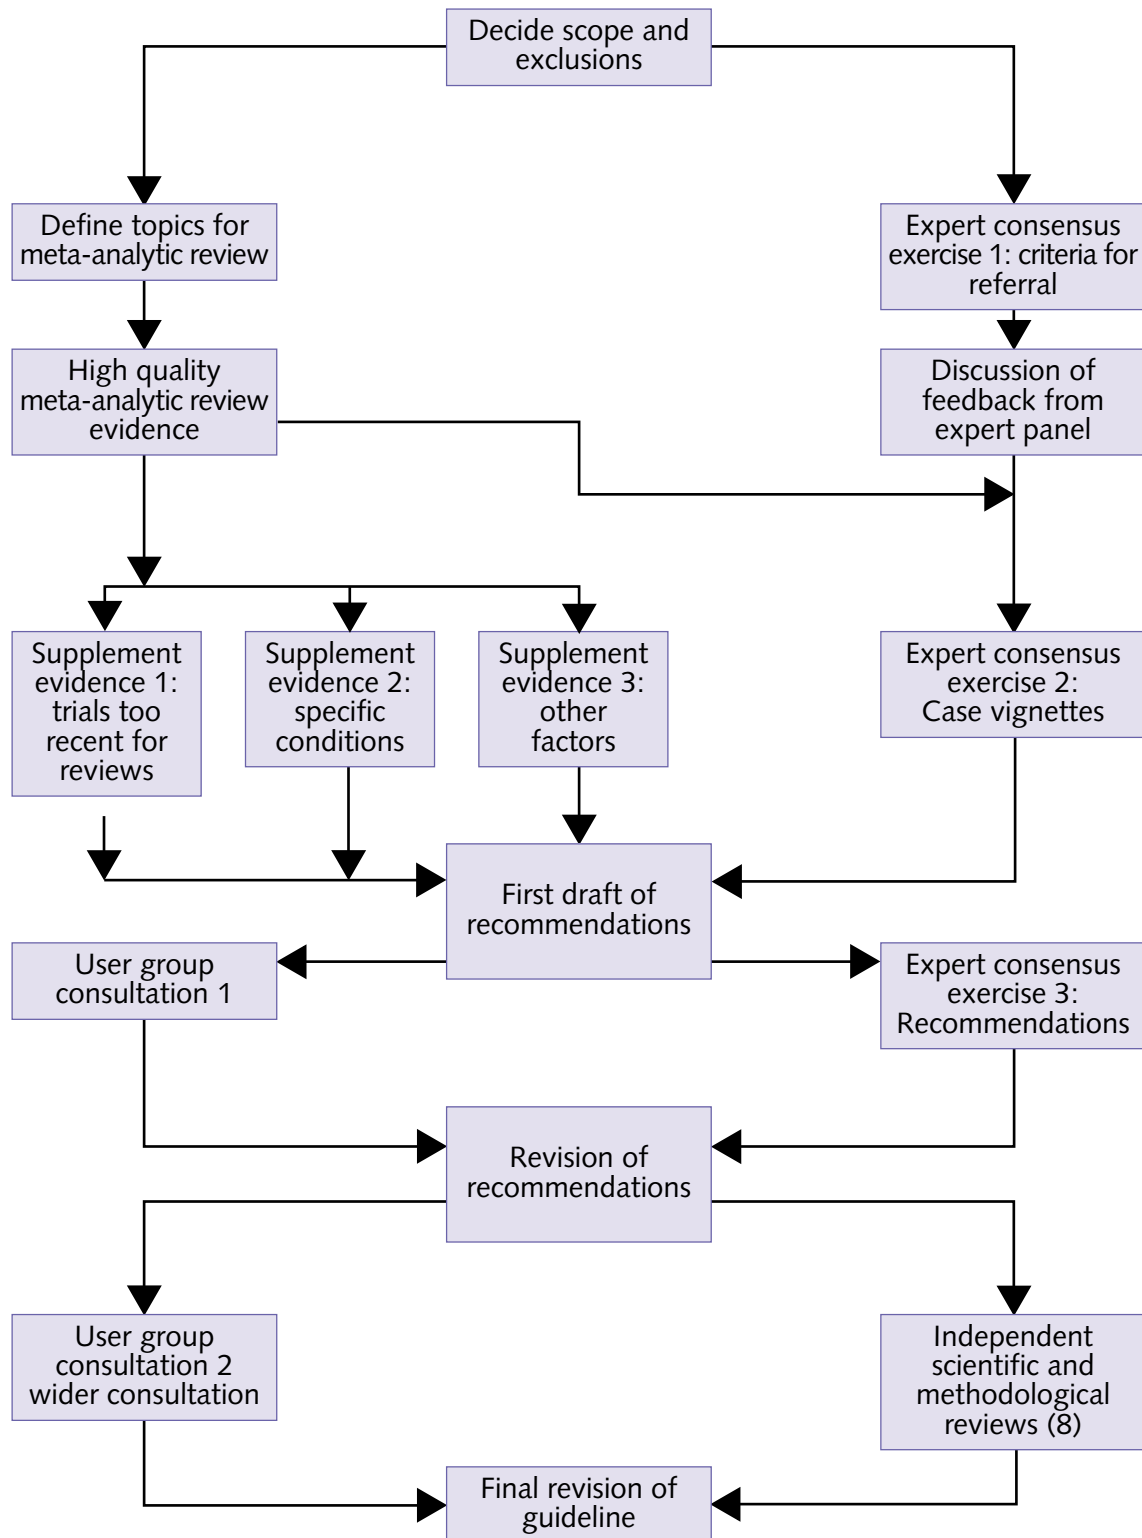 Decide scope and
exclusions
Define topics for
meta-analytic review
Expert consensus
exercise 1: criteria for
referral
High quality
meta-analytic review
evidence
Discussion of
feedback from
expert panel
Supplement
evidence 1:
trials too
recent for
reviews
Supplement
evidence 2:
specific
conditions
Supplement
evidence 3:
other
factors
Expert consensus
exercise 2:
Case vignettes
First draft of
recommendations
User group
consultation 1
Expert consensus
exercise 3:
Recommendations
Revision of
recommendations
User group
consultation 2
wider consultation
Independent
scientific and
methodological
reviews (8)
Final revision of
guideline